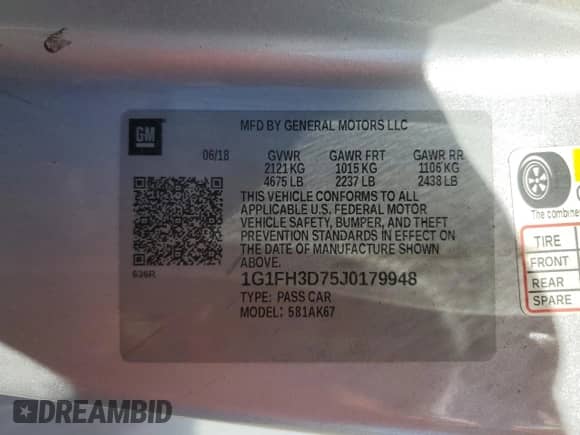 MFD BY GENERAL MOTORS LLC
GM
06/18 GVWR GAWR FRT GAWR RR
2121 KG 1015 KG 1106 KG
4675 LB 2237 LB 2438 LB
THIS VEHICLE CONFORMS TO ALL
APPLICABLE U.S. FEDERAL MOTOR
VEHICLE SAFETY, BUMPER, AND THEFT
PREVENTION STANDARDS IN EFFECT ON
THE DATE OF MANUFACTURE SHOWN
ABOVE.
636R
1G1FH3D75J0179948
TYPE: PASS CAR
MODEL: 581AK67
The combine
TIRE
FRONT
REAR
SPARE
DREAMBID